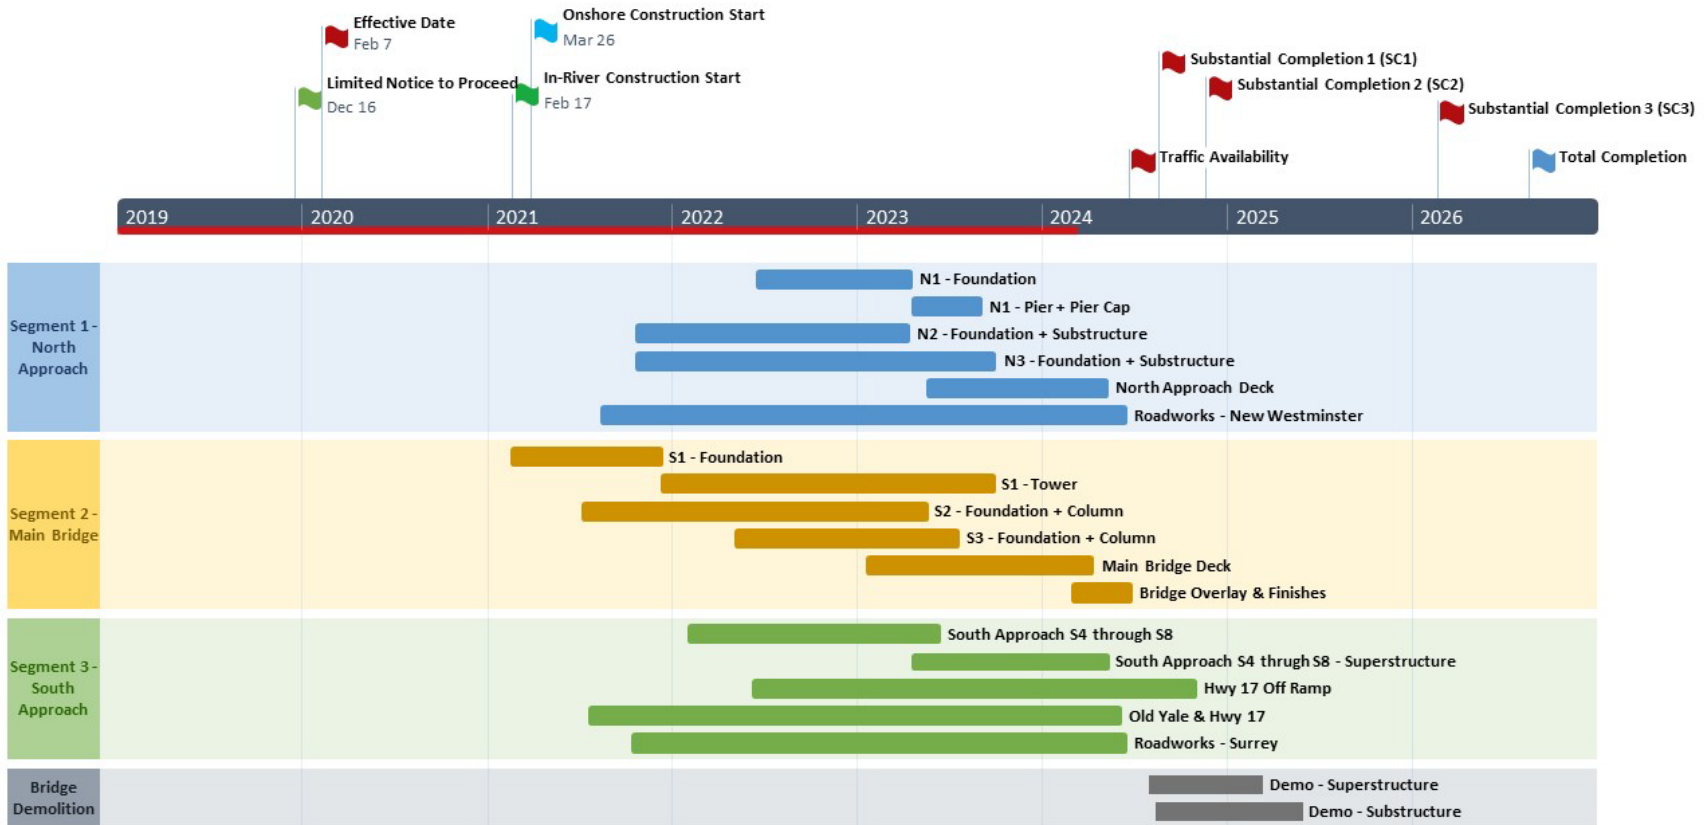 Effective Date
Feb 7
Onshore Construction Start
Mar 26
Limited Notice to Proceed
Dec 16
In-River Construction Start
Feb 17
Substantial Completion 1 (SC1)
Substantial Completion 2 (SC2)
Substantial Completion 3 (SC3)
Traffic Availability
Total Completion
2019 2020 2021 2022 2023 2024 2025 2026
Segment 1 -
North
Approach
N1 - Foundation
N1 - Pier + Pier Cap
N2 - Foundation + Substructure
N3 - Foundation + Substructure
North Approach Deck
Roadworks - New Westminster
Segment 2 -
Main Bridge
S1 - Foundation
S1 - Tower
S2 - Foundation + Column
S3 - Foundation + Column
Main Bridge Deck
Bridge Overlay & Finishes
Segment 3 -
South
Approach
South Approach S4 through S8
South Approach S4 thrugh S8 - Superstructure
Hwy 17 Off Ramp
Old Yale & Hwy 17
Roadworks - Surrey
Bridge
Demolition
Demo - Superstructure
Demo - Substructure